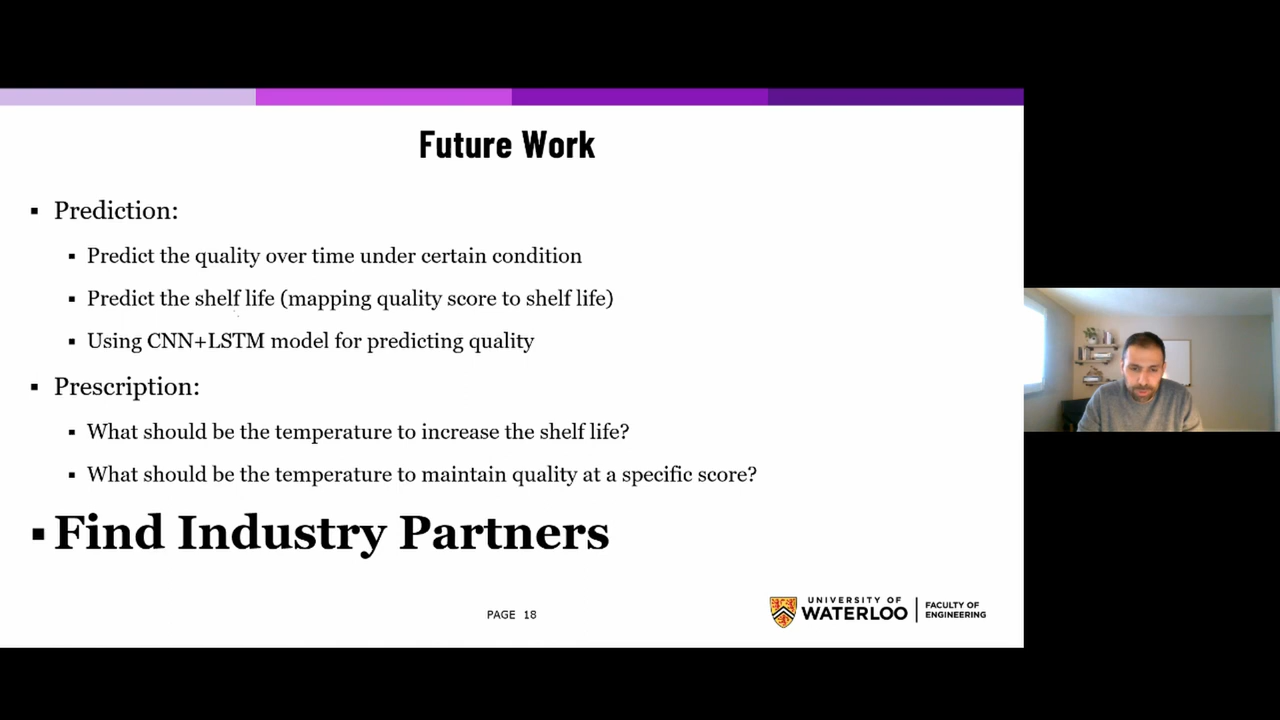 Future Work
▪ Prediction:
▪ Predict the quality over time under certain condition
▪ Predict the shelf life (mapping quality score to shelf life)
▪ Using CNN+LSTM model for predicting quality
▪ Prescription:
▪ What should be the temperature to increase the shelf life?
▪ What should be the temperature to maintain quality at a specific score?
▪ Find Industry Partners
PAGE 18
UNIVERSITY OF
WATERLOO
FACULTY OF
ENGINEERING